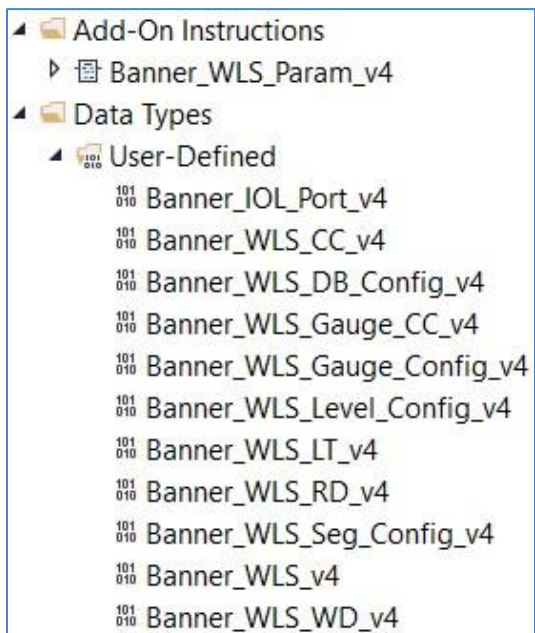 Add-On Instructions
Banner_WLS_Param_v4
Data Types
User-Defined
Banner_IOL_Port_v4
Banner_WLS_CC_v4
Banner_WLS_DB_Config_v4
Banner_WLS_Gauge_CC_v4
Banner_WLS_Gauge_Config_v4
Banner_WLS_Level_Config_v4
Banner_WLS_LT_v4
Banner_WLS_RD_v4
Banner_WLS_Seg_Config_v4
Banner_WLS_v4
Banner_WLS_WD_v4